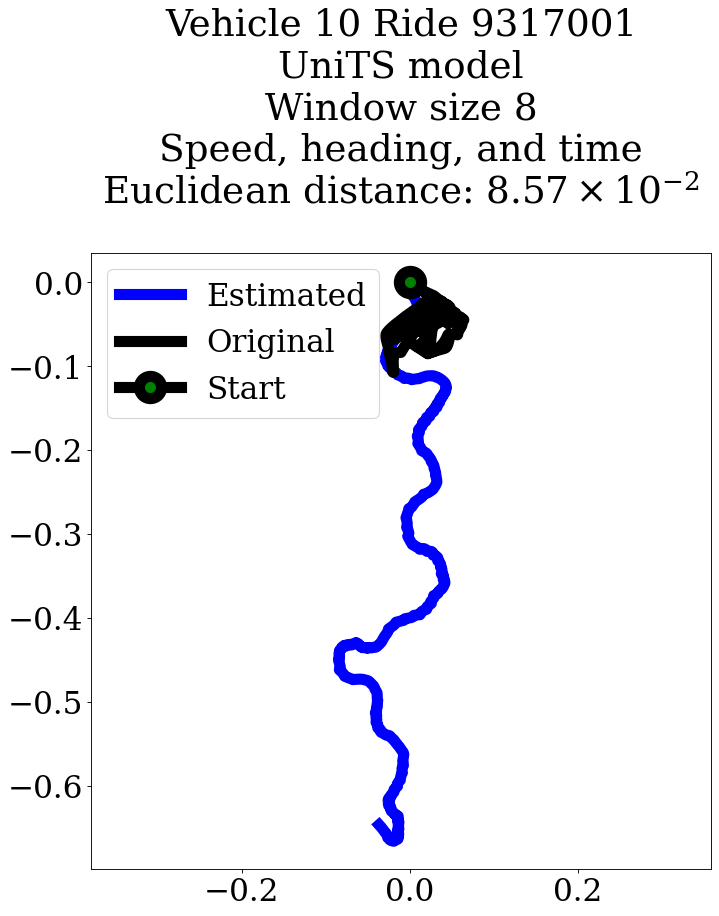 Vehicle 10 Ride 9317001
UniTS model
Window size 8
Speed, heading, and time
Euclidean distance: 8.57 × 10⁻²
Estimated
Original
Start
0.0
−0.1
−0.2
−0.3
−0.4
−0.5
−0.6
−0.2
0.0
0.2